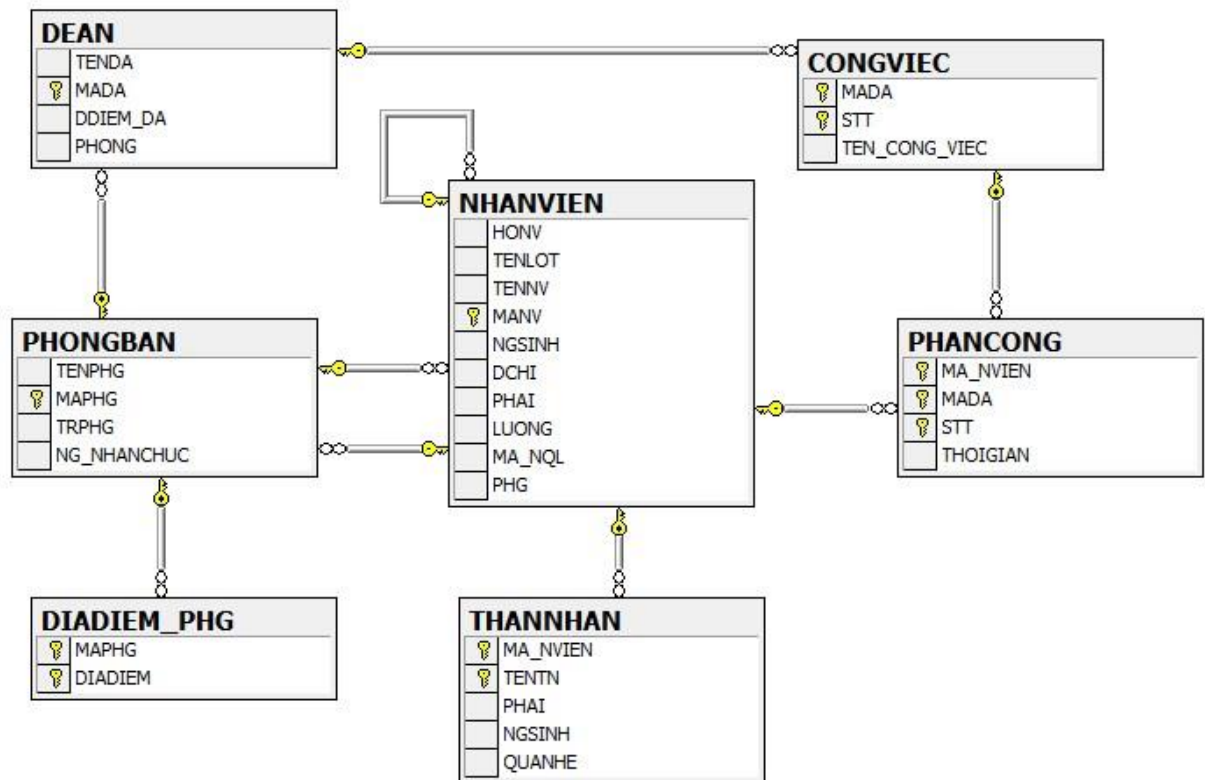 DEAN
TENDA
MADA
DDIEM_DA
PHONG
CONGVIEC
MADA
STT
TEN_CONG_VIEC
NHANVIEN
HONV
TENLOT
TENNV
MANV
NGSINH
DCHI
PHAI
LUONG
MA_NQL
PHG
PHONGBAN
TENPHG
MAPHG
TRPHG
NG_NHANCHUC
PHANCONG
MA_NVIEN
MADA
STT
THOIGIAN
DIADIEM_PHG
MAPHG
DIADIEM
THANNHAN
MA_NVIEN
TENTN
PHAI
NGSINH
QUANHE